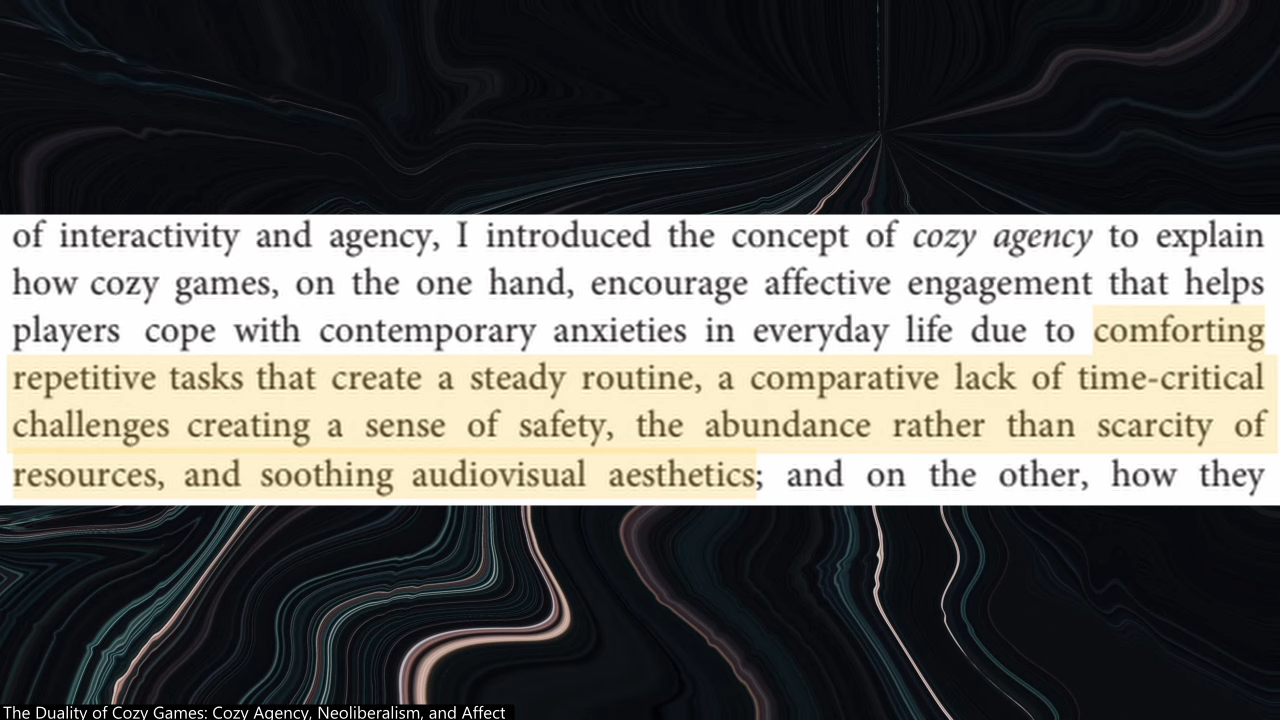 of interactivity and agency, I introduced the concept of cozy agency to explain
how cozy games, on the one hand, encourage affective engagement that helps
players cope with contemporary anxieties in everyday life due to comforting
repetitive tasks that create a steady routine, a comparative lack of time-critical
challenges creating a sense of safety, the abundance rather than scarcity of
resources, and soothing audiovisual aesthetics; and on the other, how they
The Duality of Cozy Games: Cozy Agency, Neoliberalism, and Affect